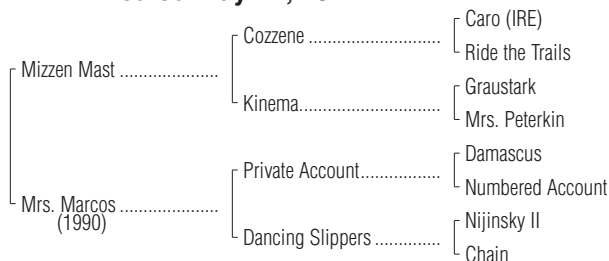 Caro (IRE)
Cozzene ..............................
Ride the Trails
Mizzen Mast .....................
Graustark
Kinema................................
Mrs. Peterkin
Damascus
Private Account..................
Numbered Account
Mrs. Marcos .....................
(1990)
Nijinsky II
Dancing Slippers ...............
Chain